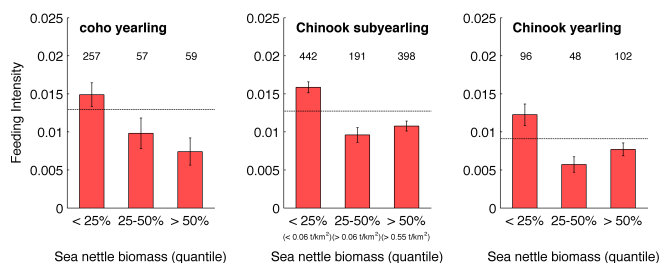 Feeding Intensity
coho yearling
0.025
0.02
0.015
0.01
0.005
0
257 57 59
< 25% 25-50% > 50%
Sea nettle biomass (quantile)
Chinook subyearling
0.025
0.02
0.015
0.01
0.005
0
442 191 398
< 25% 25-50% > 50%
(< 0.06 t/km²)(> 0.06 t/km²)(> 0.55 t/km²)
Sea nettle biomass (quantile)
Chinook yearling
0.025
0.02
0.015
0.01
0.005
0
96 48 102
< 25% 25-50% > 50%
Sea nettle biomass (quantile)